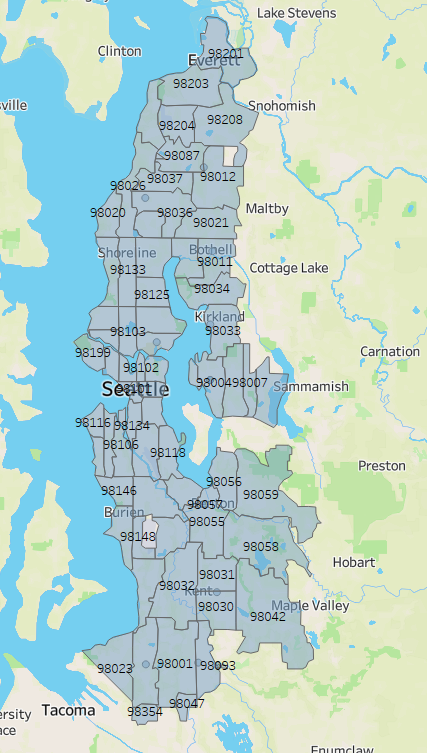 Lake Stevens
Clinton
98201
Everett
98203
sville
Snohomish
98208
98204
98087
98012
98037
98026
98020
98036
98021
Maltby
Shoreline
Bothell
98011
98133
Cottage Lake
98125
98034
Kirkland
98103
98033
98199
Carnation
98102
98004
98007
Sammamish
Seattle
98116
98134
98106
98118
Preston
98056
98146
98059
98057
Burien
98055
98148
98058
Hobart
98031
98032
Kent
98030
Maple Valley
98042
98001
98093
98023
98047
Tacoma
98354
ersity
ace
Enumclaw